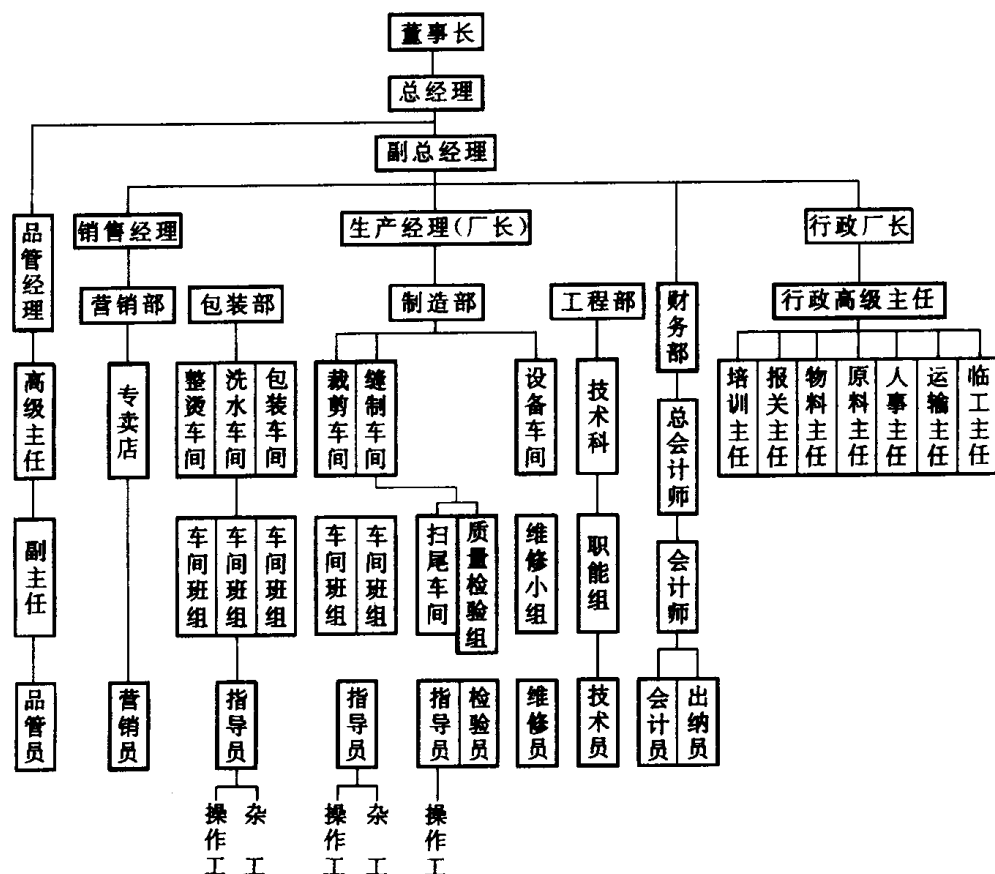 董事长
总经理
副总经理
品管经理
销售经理
生产经理(厂长)
行政厂长
营销部
包装部
制造部
工程部
财务部
行政高级主任
高级主任
专卖店
整烫车间
洗水车间
包装车间
裁剪车间
缝制车间
设备车间
技术科
总会计师
培训主任
报关主任
物料主任
原料主任
人事主任
运输主任
临工主任
副主任
车间班组
车间班组
车间班组
车间班组
车间班组
扫尾车间
质量检验组
维修小组
职能组
会计师
品管员
营销员
指导员
指导员
指导员
检验员
维修员
技术员
会计员
出纳员
操作工
杂工
操作工
杂工
操作工